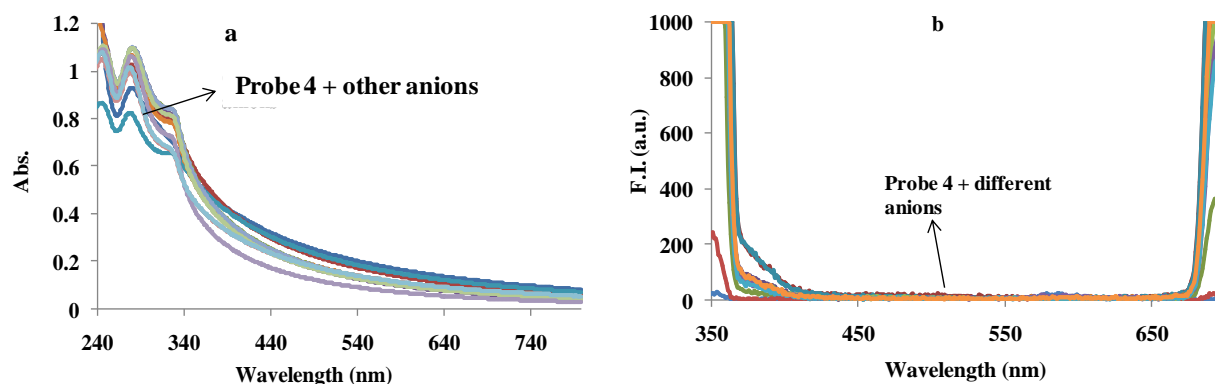 a
1.2
1
0.8
0.6
0.4
0.2
0
Abs.
Probe 4 + other anions
240 340 440 540 640 740
Wavelength (nm)
b
1000
800
600
400
200
0
F.I. (a.u.)
Probe 4 + different
anions
350 450 550 650
Wavelength (nm)